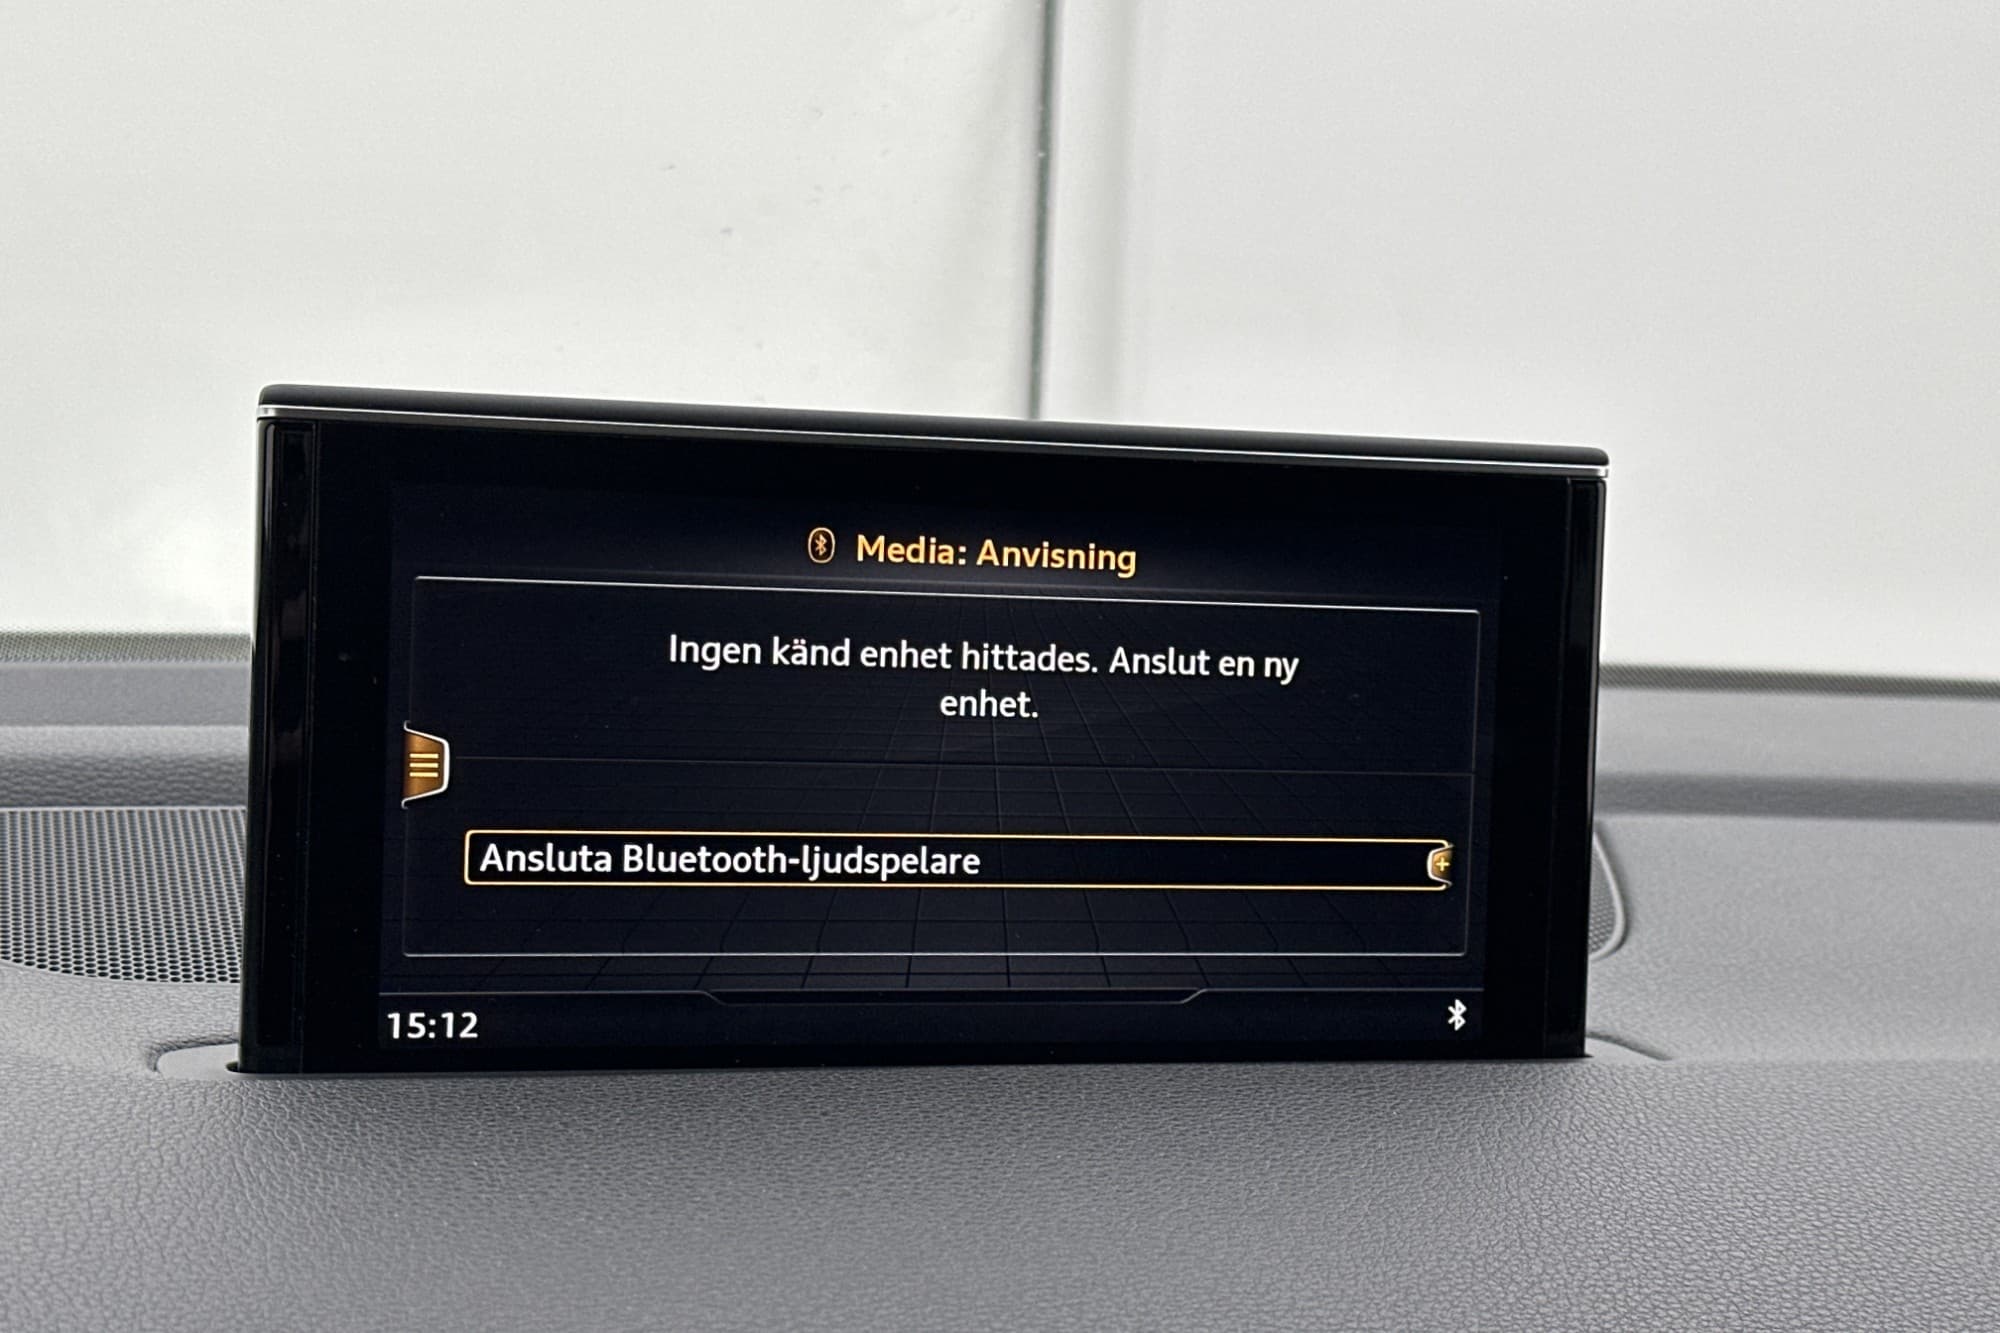 Media: Anvisning
Ingen känd enhet hittades. Anslut en ny
enhet.
Ansluta Bluetooth-ljudspelare
15:12